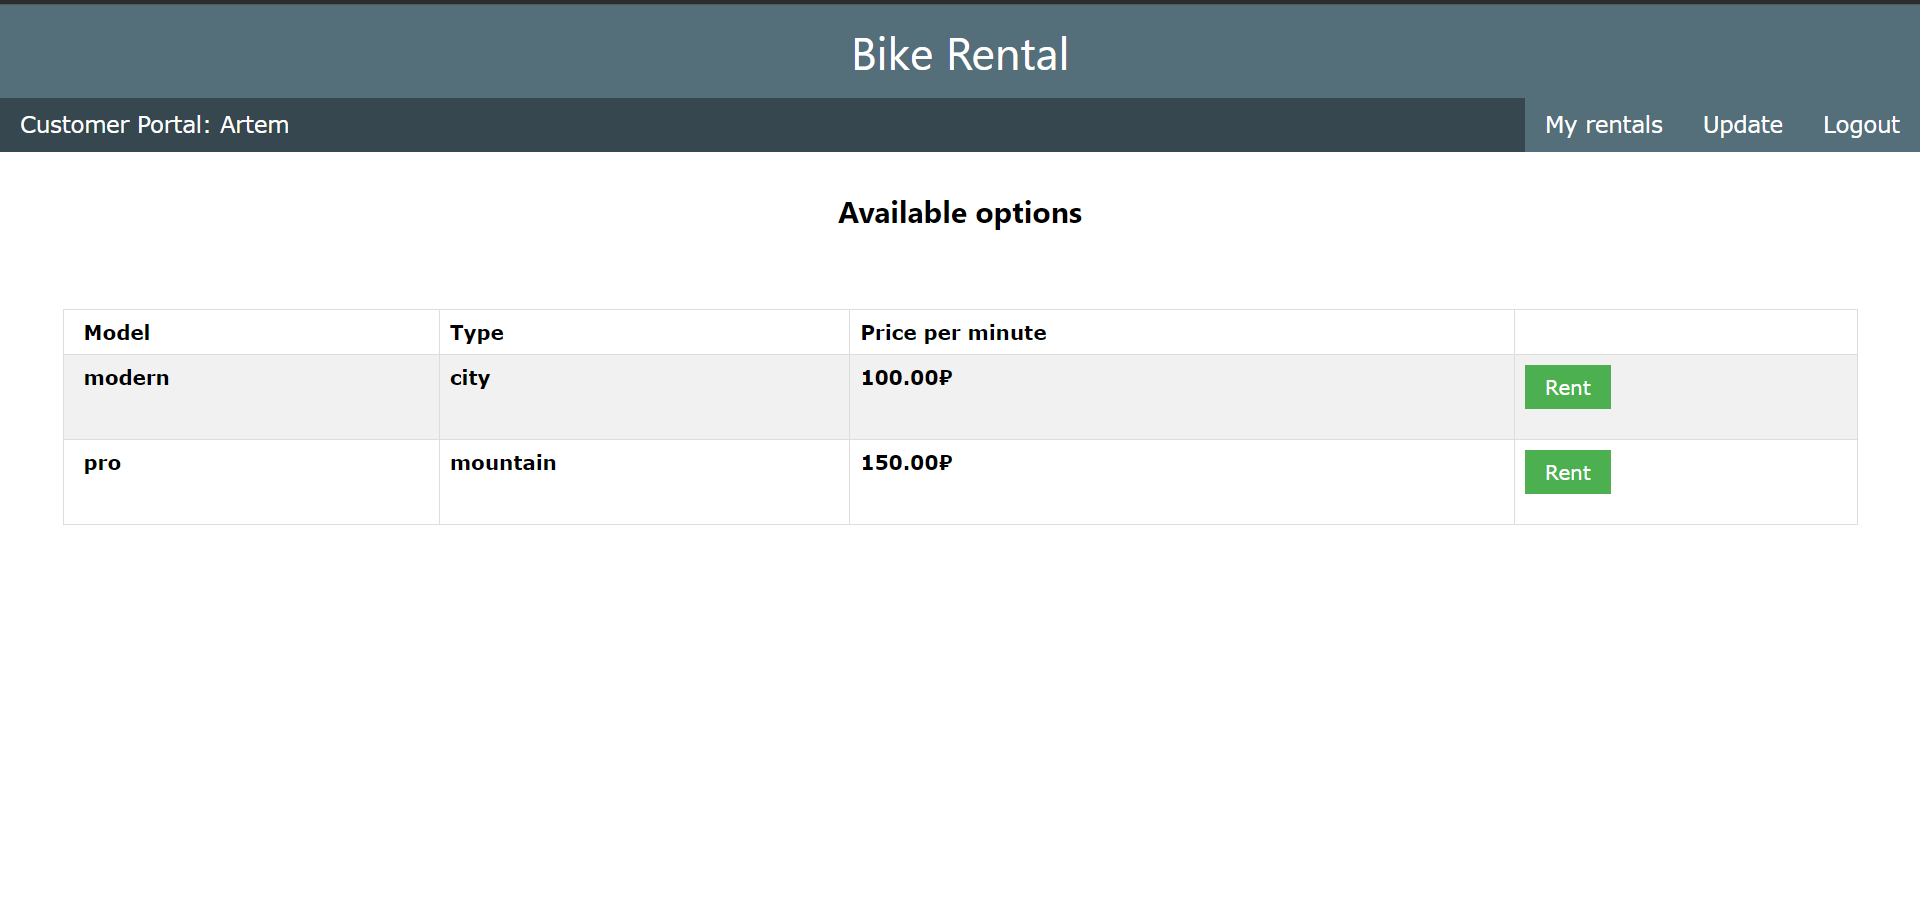 Bike Rental
Customer Portal: Artem My rentals Update Logout
Available options
Model Type Price per minute
modern city 100.00₽ Rent
pro mountain 150.00₽ Rent